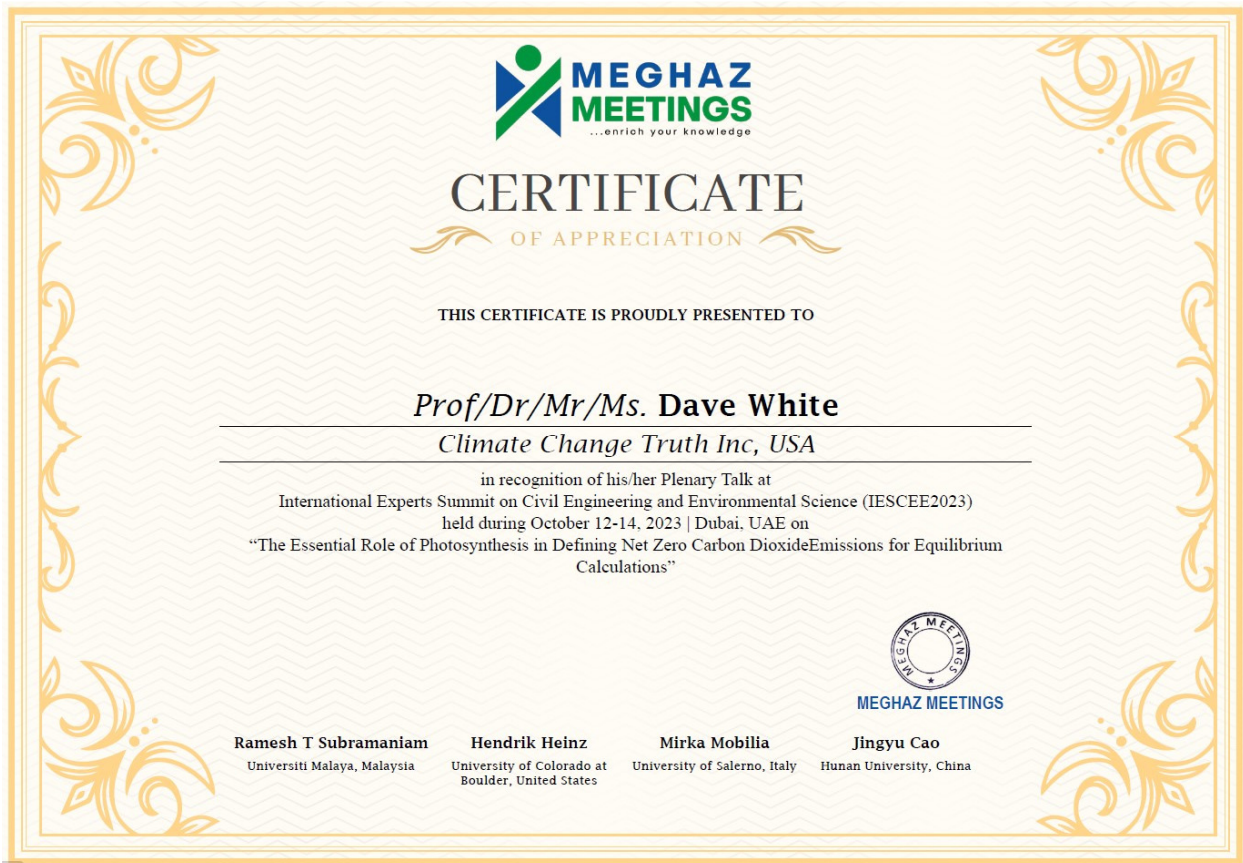 MEGHAZ
MEETINGS
...enrich your knowledge
CERTIFICATE
OF APPRECIATION
THIS CERTIFICATE IS PROUDLY PRESENTED TO
Prof/Dr/Mr/Ms. Dave White
Climate Change Truth Inc, USA
in recognition of his/her Plenary Talk at
International Experts Summit on Civil Engineering and Environmental Science (IESCEE2023)
held during October 12-14, 2023 | Dubai, UAE on
“The Essential Role of Photosynthesis in Defining Net Zero Carbon DioxideEmissions for Equilibrium
Calculations”
MEGHAZ MEETINGS
MEGHAZ MEETINGS
Ramesh T Subramaniam
Universiti Malaya, Malaysia
Hendrik Heinz
University of Colorado at
Boulder, United States
Mirka Mobilia
University of Salerno, Italy
Jingyu Cao
Hunan University, China